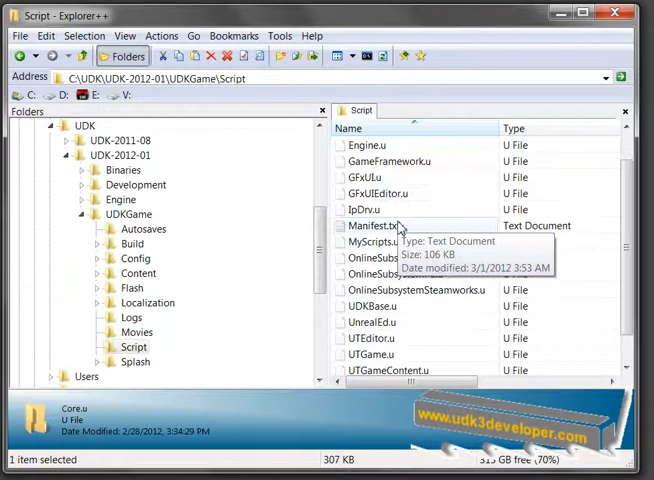 Script - Explorer++
File Edit Selection View Actions Go Bookmarks Tools Help
Folders
Address C:\UDK\UDK-2012-01\UDKGame\Script
C: D: E: V:
Folders
UDK
UDK-2011-08
UDK-2012-01
Binaries
Development
Engine
UDKGame
Autosaves
Build
Config
Content
Flash
Localization
Logs
Movies
Script
Splash
Users
Script
Name Type
Engine.u U File
GameFramework.u U File
GFxUI.u U File
GFxUIEditor.u U File
IpDrv.u U File
Manifest.tx Text Document
MyScripts.u
Type: Text Document
Size: 106 KB
Date modified: 3/1/2012 3:53 AM
OnlineSubs
OnlineSubs
OnlineSubsystemSteamworks.u U File
UDKBase.u U File
UnrealEd.u U File
UTEditor.u U File
UTGame.u U File
UTGameContent.u U File
Core.u
U File
Date Modified: 2/28/2012, 3:34:29 PM
www.udk3developer.com
1 item selected 307 KB free (70%)